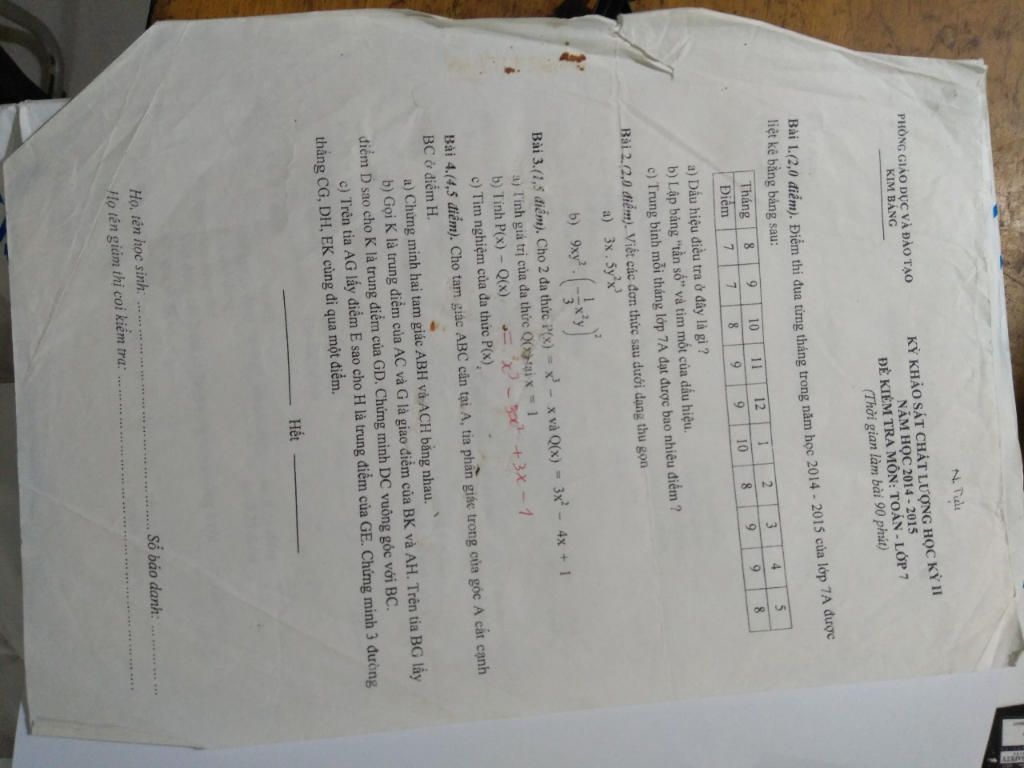 PHÒNG GIÁO DỤC VÀ ĐÀO TẠO
KIM BẢNG
KỲ KHẢO SÁT CHẤT LƯỢNG HỌC KỲ II
NĂM HỌC 2014 - 2015
ĐỀ KIỂM TRA MÔN: TOÁN - LỚP 7
(Thời gian làm bài 90 phút)
Bài 1.(2,0 điểm). Điểm thi đua từng tháng trong năm học 2014 - 2015 của lớp 7A được
liệt kê bằng bảng sau:
Tháng 8 9 10 11 12 1 2 3 4 5
Điểm 7 7 8 9 9 10 8 9 9 8
a) Dấu hiệu điều tra ở đây là gì ?
b) Lập bảng "tần số" và tìm mốt của dấu hiệu.
c) Trung bình mỗi tháng lớp 7A đạt được bao nhiêu điểm ?
Bài 2.(2,0 điểm). Viết các đơn thức sau dưới dạng thu gọn
a) 3x . 5y²x³
b) 9xy² . (-1/3 x²y)²
Bài 3.(1,5 điểm). Cho 2 đa thức P(x) = x³ − x và Q(x) = 3x² − 4x + 1
a) Tính giá trị của đa thức Q(x) tại x = 1
b) Tính P(x) − Q(x) = x³ - 3x² + 3x - 1
c) Tìm nghiệm của đa thức P(x).
Bài 4.(4,5 điểm). Cho tam giác ABC cân tại A, tia phân giác trong của góc A cắt cạnh
BC ở điểm H.
a) Chứng minh hai tam giác ABH và ACH bằng nhau.
b) Gọi K là trung điểm của AC và G là giao điểm của BK và AH. Trên tia BG lấy
điểm D sao cho K là trung điểm của GD. Chứng minh DC vuông góc với BC.
c) Trên tia AG lấy điểm E sao cho H là trung điểm của GE. Chứng minh 3 đường
thẳng CG, DH, EK cùng đi qua một điểm.
Hết
Họ, tên học sinh: ................ Số báo danh: ............
Họ tên giám thị coi kiểm tra: ................